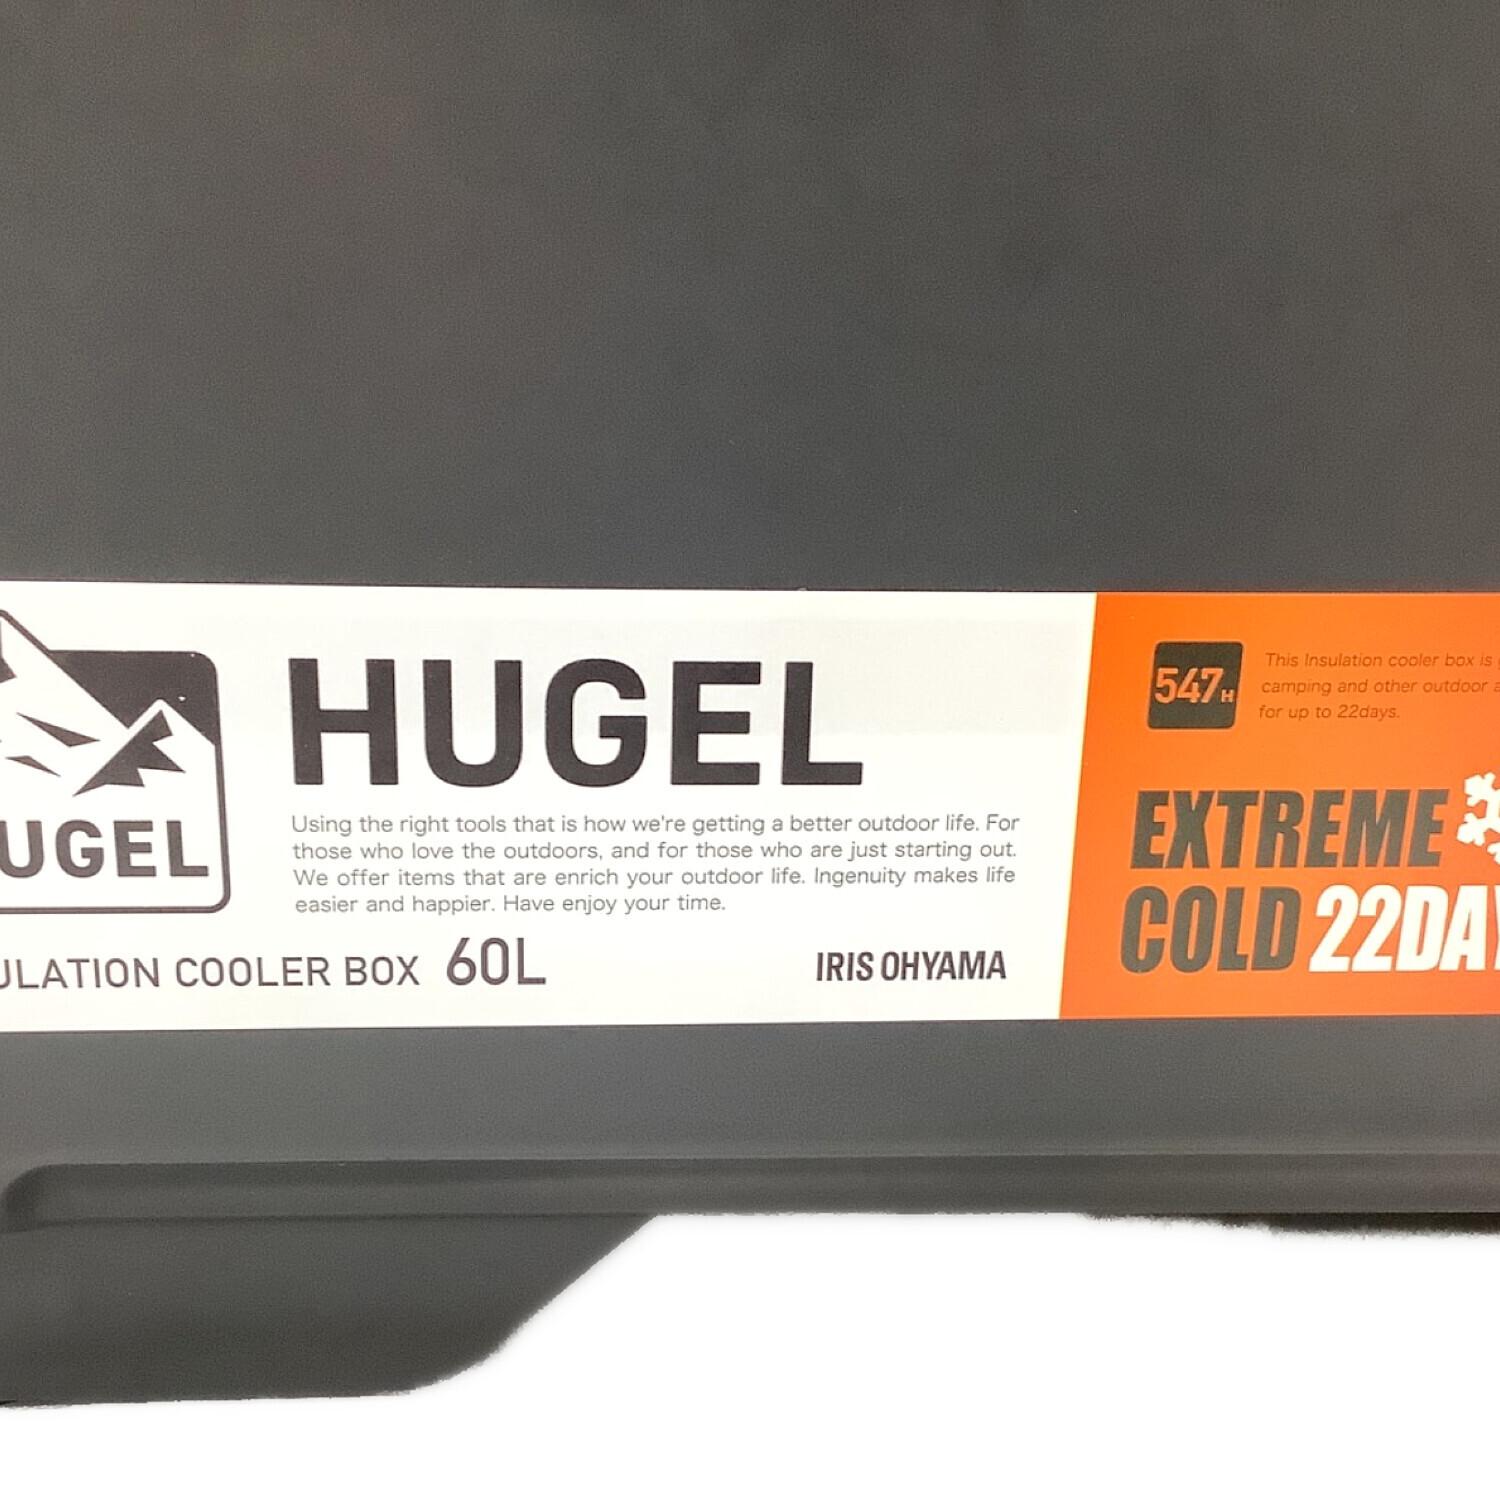 HUGEL
Using the right tools that is how we're getting a better outdoor life. For
those who love the outdoors, and for those who are just starting out.
We offer items that are enrich your outdoor life. Ingenuity makes life
easier and happier. Have enjoy your time.
UGEL
ULATION COOLER BOX 60L
IRIS OHYAMA
547H
This Insulation cooler box is
camping and other outdoor a
for up to 22days.
EXTREME
COLD 22DAY